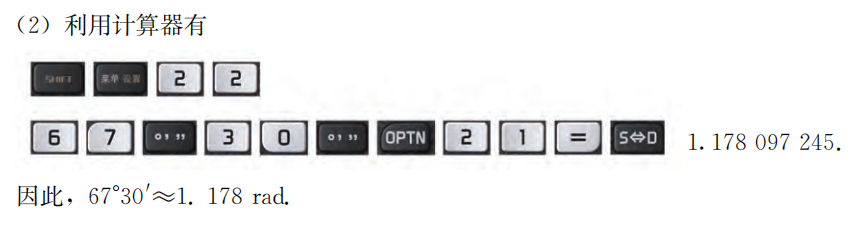 (2) 利用计算器有
SHIFT 菜单 设置 2 2
6 7 ° ’ ” 3 0 ° ’ ” OPTN 2 1 = S⇔D 1.178 097 245.
因此，67°30′≈1. 178 rad.